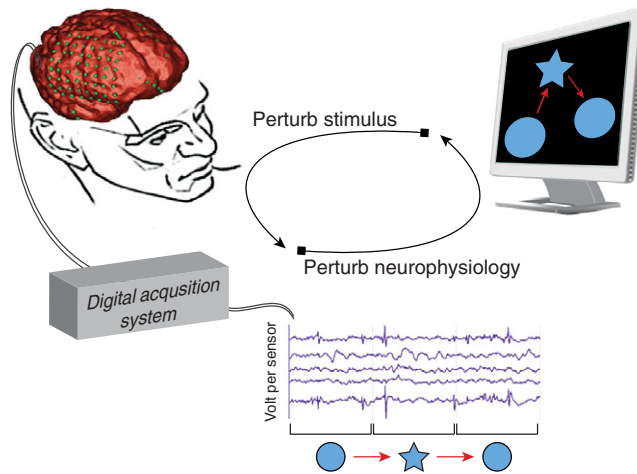 Perturb stimulus
Perturb neurophysiology
Digital acqusition
system
Volt per sensor